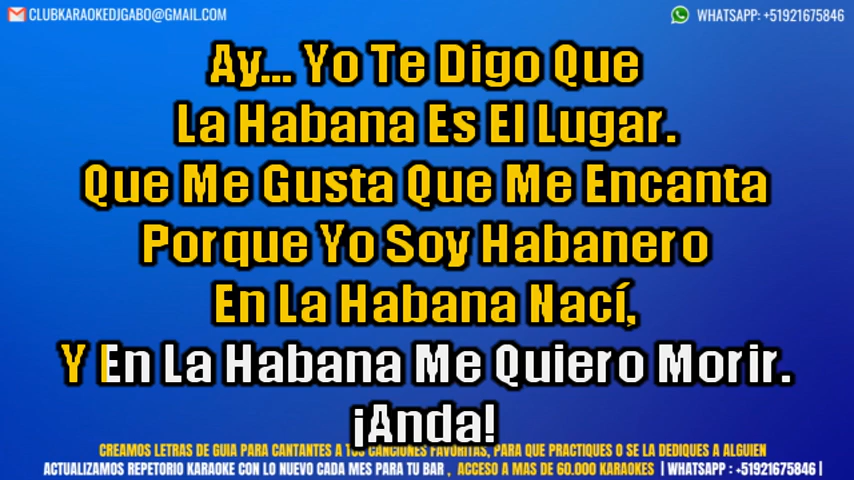 CLUBKARAOKEDJGABO@GMAIL.COM
WHATSAPP: +51921675846
Ay... Yo Te Digo Que
La Habana Es El Lugar.
Que Me Gusta Que Me Encanta
Porque Yo Soy Habanero
En La Habana Nací,
Y En La Habana Me Quiero Morir.
¡Anda!
CREAMOS LETRAS DE GUIA PARA CANTANTES A CANCIONES FAVORITAS, PARA QUE PRACTIQUES O SE LA DEDIQUES A ALGUIEN
ACTUALIZAMOS REPETORIO KARAOKE CON LO NUEVO CADA MES PARA TU BAR , ACCESO A MAS DE 60.000 KARAOKES | WHATSAPP : +51921675846 |